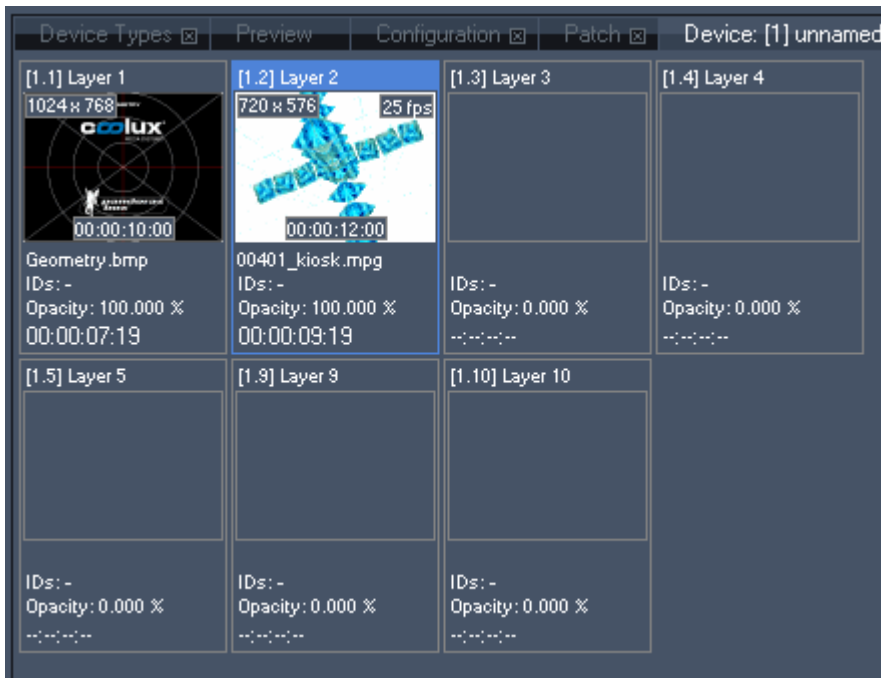 Device Types Preview Configuration Patch Device: [1] unnamed
[1.1] Layer 1
1024 x 768
coolux
00:00:10:00
Geometry.bmp
IDs: -
Opacity: 100.000 %
00:00:07:19
[1.2] Layer 2
720 x 576 25 fps
00:00:12:00
00401_kiosk.mpg
IDs: -
Opacity: 100.000 %
00:00:09:19
[1.3] Layer 3
IDs: -
Opacity: 0.000 %
--:--:--:--
[1.4] Layer 4
IDs: -
Opacity: 0.000 %
--:--:--:--
[1.5] Layer 5
IDs: -
Opacity: 0.000 %
--:--:--:--
[1.9] Layer 9
IDs: -
Opacity: 0.000 %
--:--:--:--
[1.10] Layer 10
IDs: -
Opacity: 0.000 %
--:--:--:--